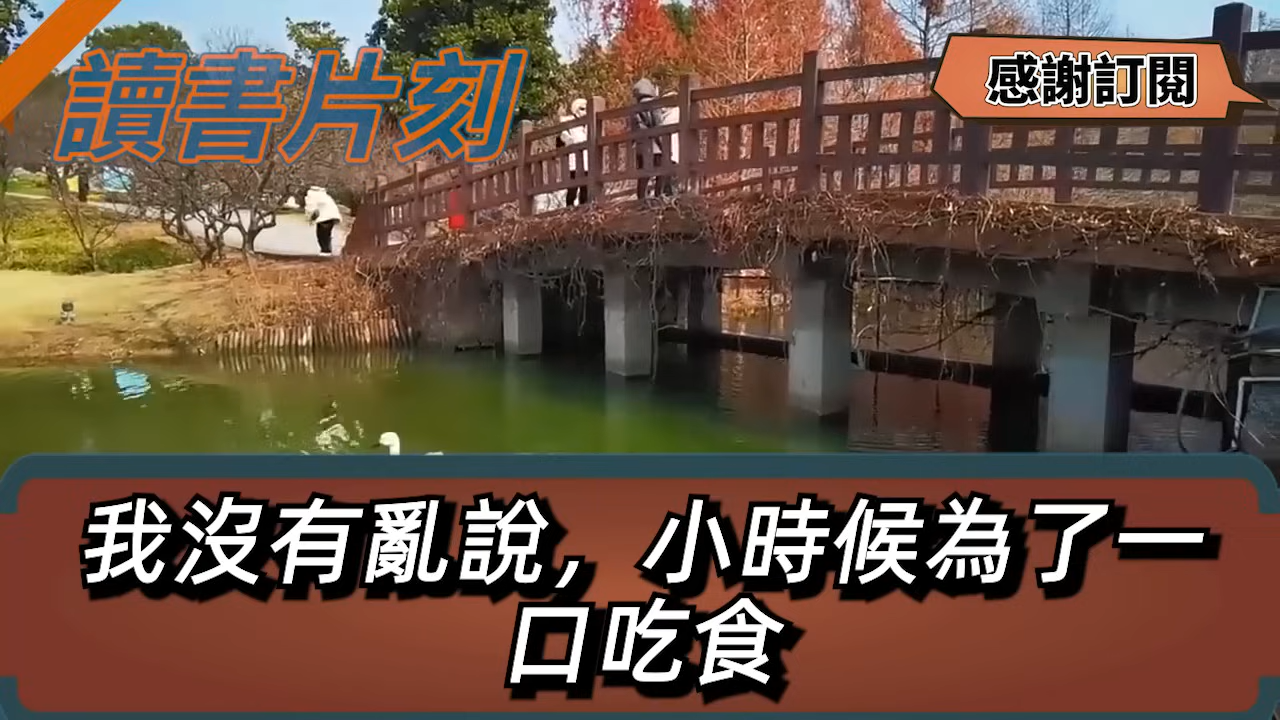 讀書片刻
感謝訂閱
我沒有亂說，小時候為了一
口吃食